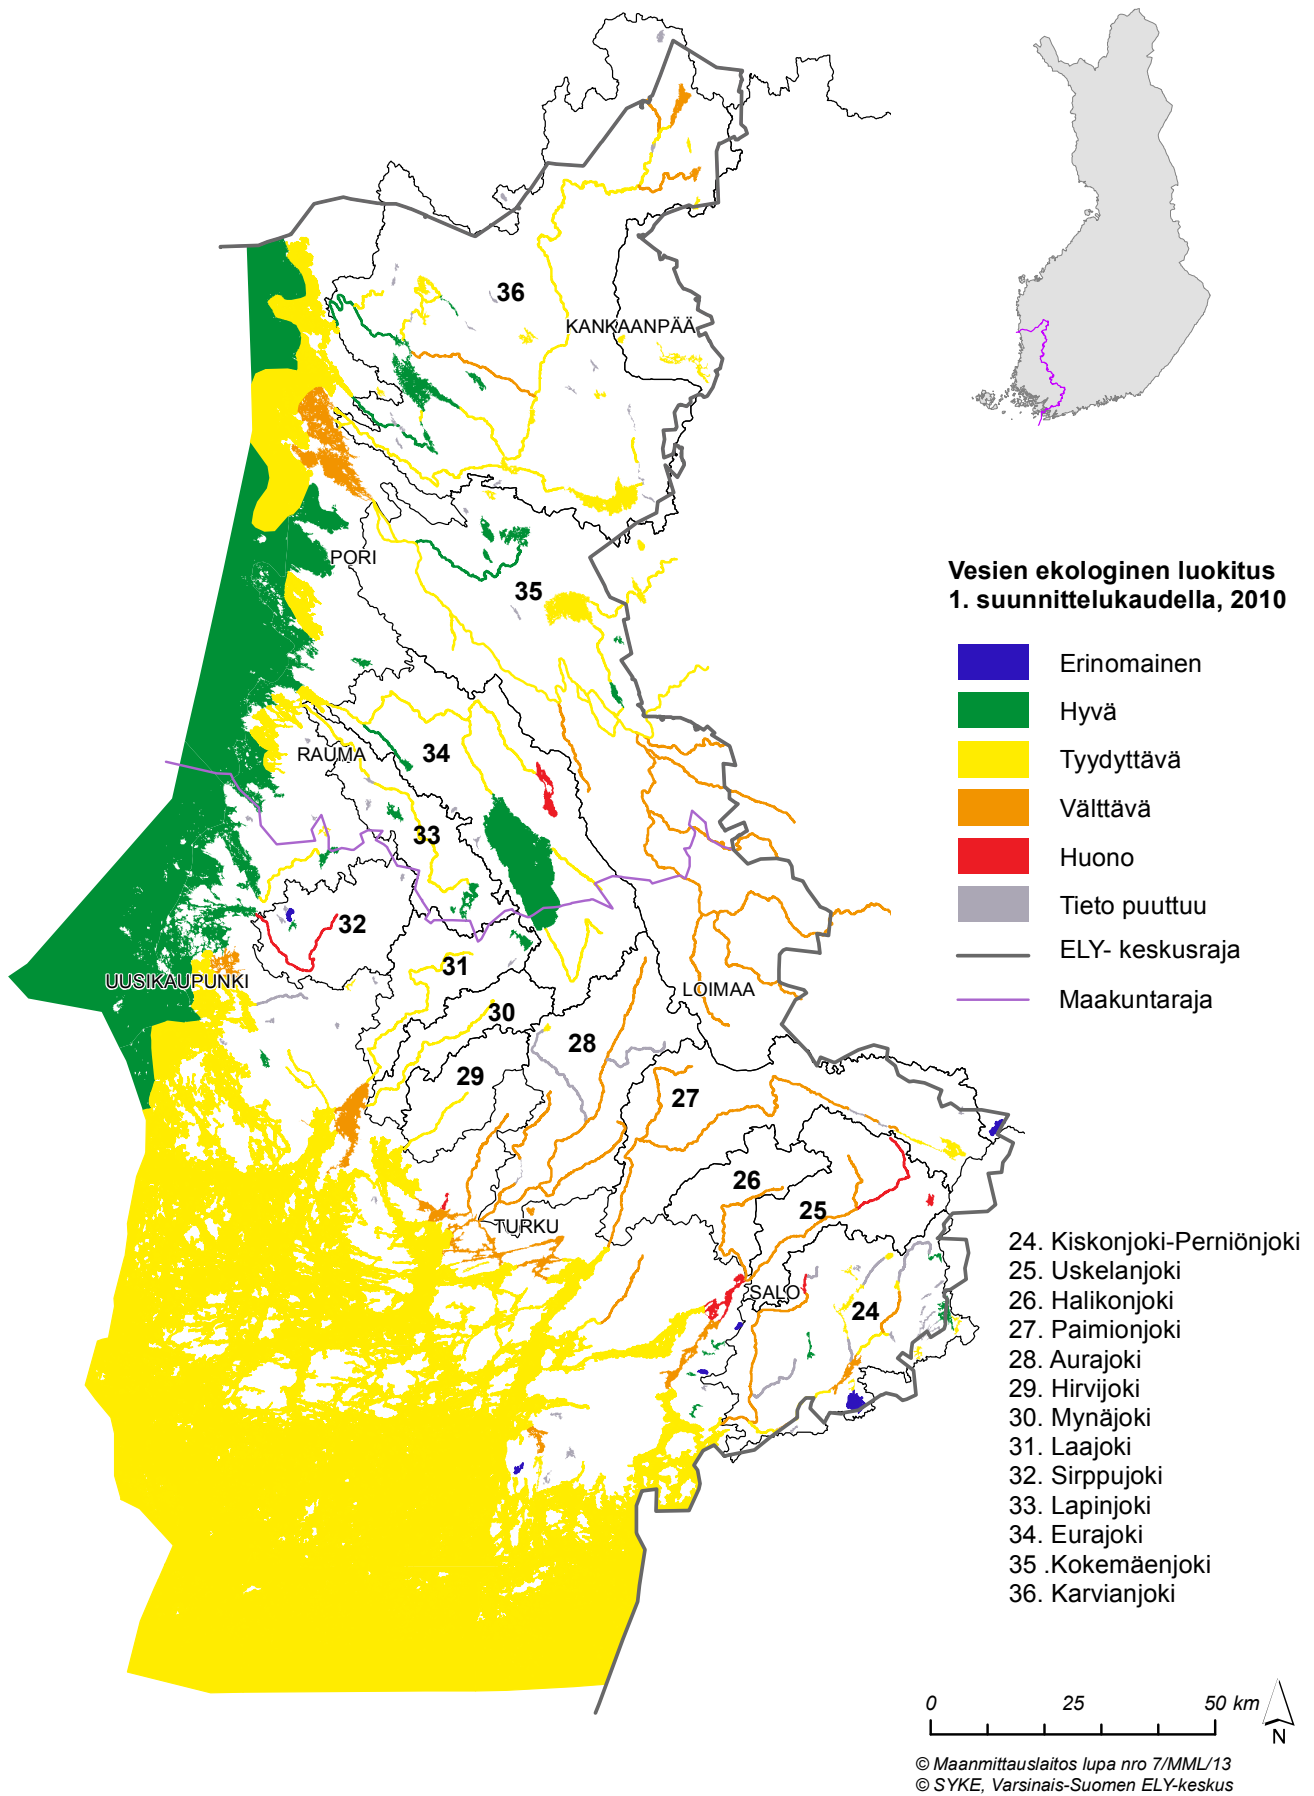 36
KANKAANPÄÄ
PORI
35
Vesien ekologinen luokitus
1. suunnittelukaudella, 2010
Erinomainen
Hyvä
Tyydyttävä
Välttävä
Huono
Tieto puuttuu
ELY- keskusraja
Maakuntaraja
RAUMA
34
33
32
31
UUSIKAUPUNKI
LOIMAA
30
28
29
27
26
25
TURKU
SALO
24
24. Kiskonjoki-Perniönjoki
25. Uskelanjoki
26. Halikonjoki
27. Paimionjoki
28. Aurajoki
29. Hirvijoki
30. Mynäjoki
31. Laajoki
32. Sirppujoki
33. Lapinjoki
34. Eurajoki
35 .Kokemäenjoki
36. Karvianjoki
0 25 50 km
N
© Maanmittauslaitos lupa nro 7/MML/13
© SYKE, Varsinais-Suomen ELY-keskus